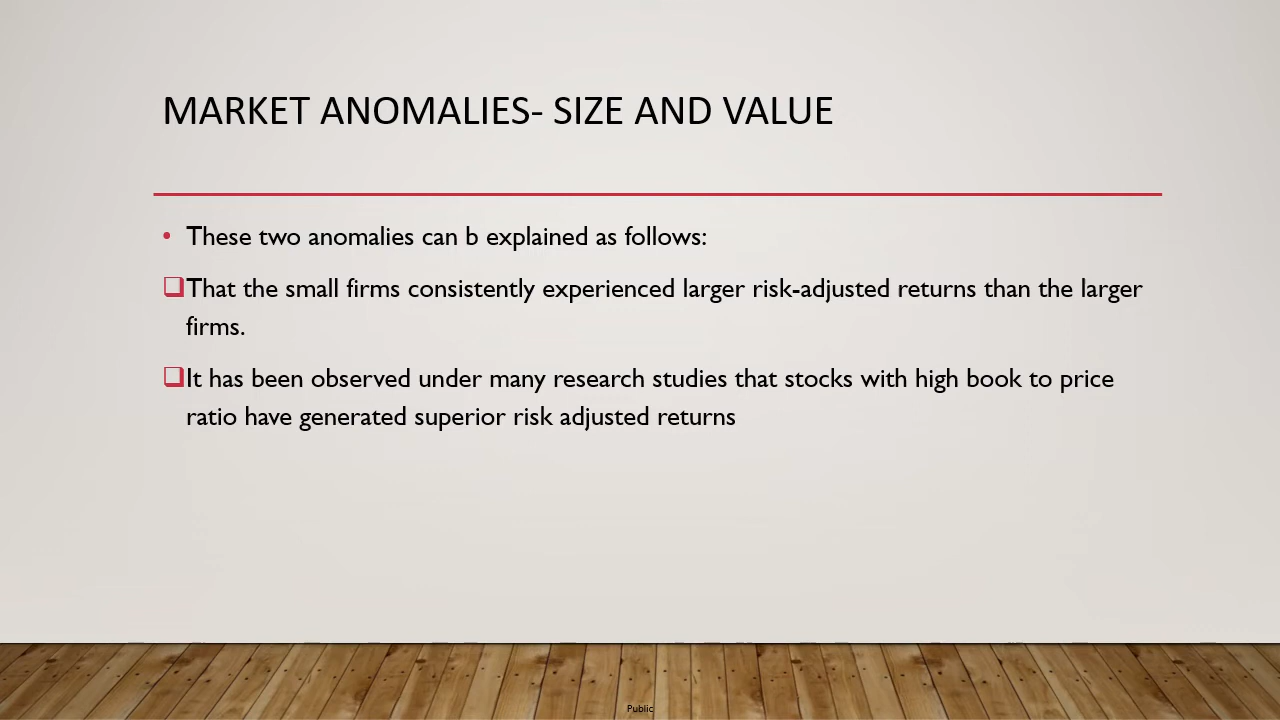 MARKET ANOMALIES- SIZE AND VALUE
• These two anomalies can b explained as follows:
❑That the small firms consistently experienced larger risk-adjusted returns than the larger
firms.
❑It has been observed under many research studies that stocks with high book to price
ratio have generated superior risk adjusted returns
Public